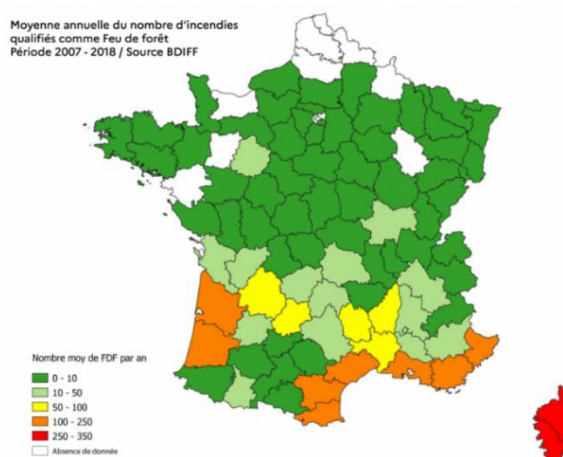 Moyenne annuelle du nombre d'incendies
qualifiés comme Feu de forêt
Période 2007 - 2018 / Source BDIFF
Nombre moy de FDF par an
0 - 10
10 - 50
50 - 100
100 - 250
250 - 350
Absence de donnée